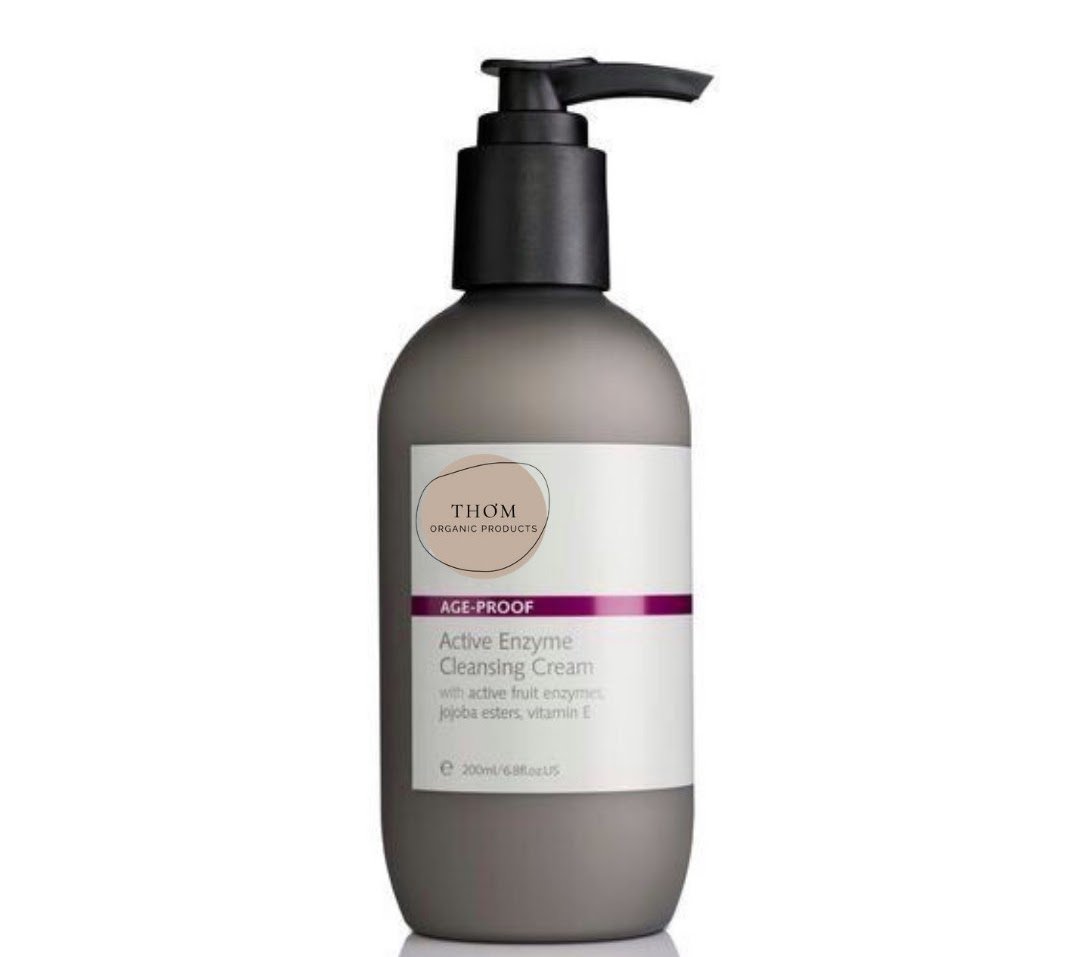 THƠM
ORGANIC PRODUCTS
AGE-PROOF
Active Enzyme
Cleansing Cream
with active fruit enzymes,
jojoba esters, vitamin E
℮ 200ml/6.8fl.oz.US